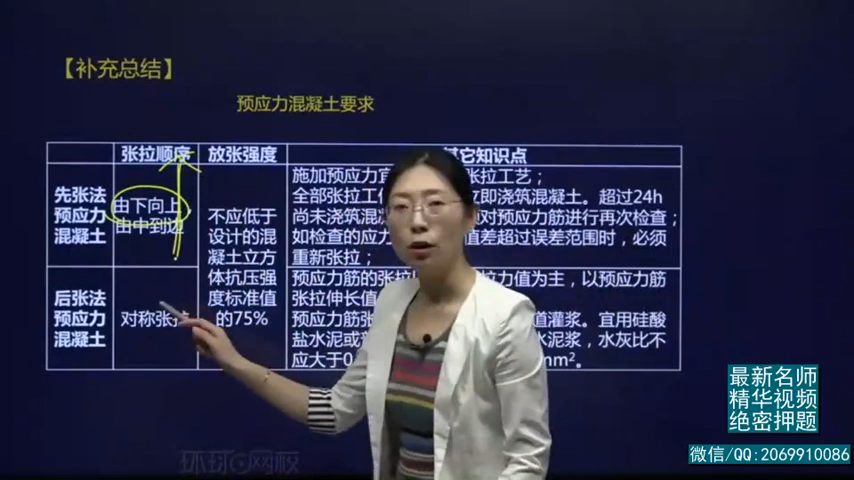 【补充总结】
预应力混凝土要求
张拉顺序 放张强度 其它知识点
先张法
预应力
混凝土
由下向上,
由中到边
不应低于
设计的混
凝土立方
体抗压强
度标准值
的75%
施加预应力宜 张拉工艺；
全部张拉工 立即浇筑混凝土。超过24h
尚未浇筑混 对预应力筋进行再次检查；
如检查的应力 值差超过误差范围时，必须
重新张拉；
后张法
预应力
混凝土
对称张拉
预应力筋的张拉 拉力值为主，以预应力筋
张拉伸长值
预应力筋张 道灌浆。宜用硅酸
盐水泥或 水泥浆，水灰比不
应大于0. mm²。
环球网校
最新名师
精华视频
绝密押题
微信/QQ:2069910086